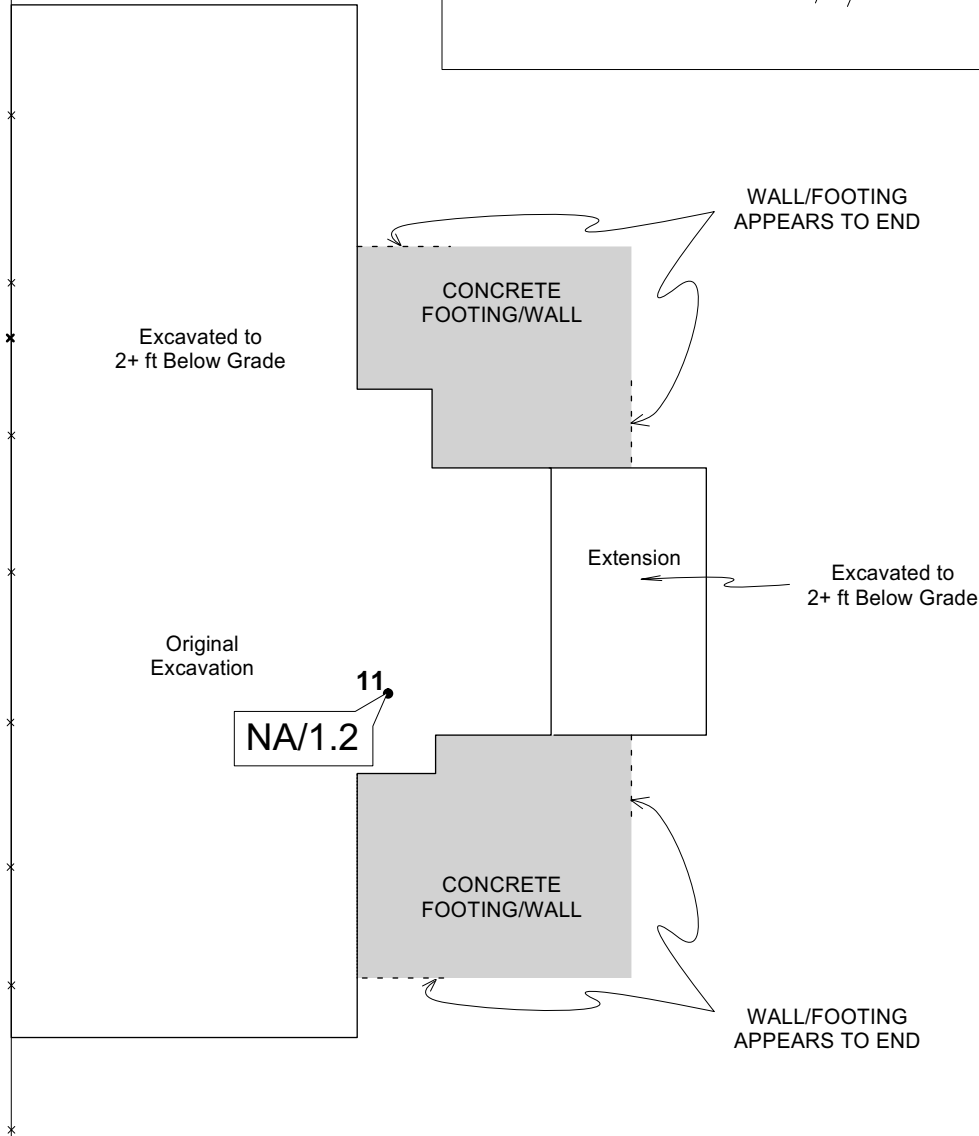 WALL/FOOTING
APPEARS TO END
CONCRETE
FOOTING/WALL
Excavated to
2+ ft Below Grade
Extension
Excavated to
2+ ft Below Grade
Original
Excavation
11
NA/1.2
CONCRETE
FOOTING/WALL
WALL/FOOTING
APPEARS TO END